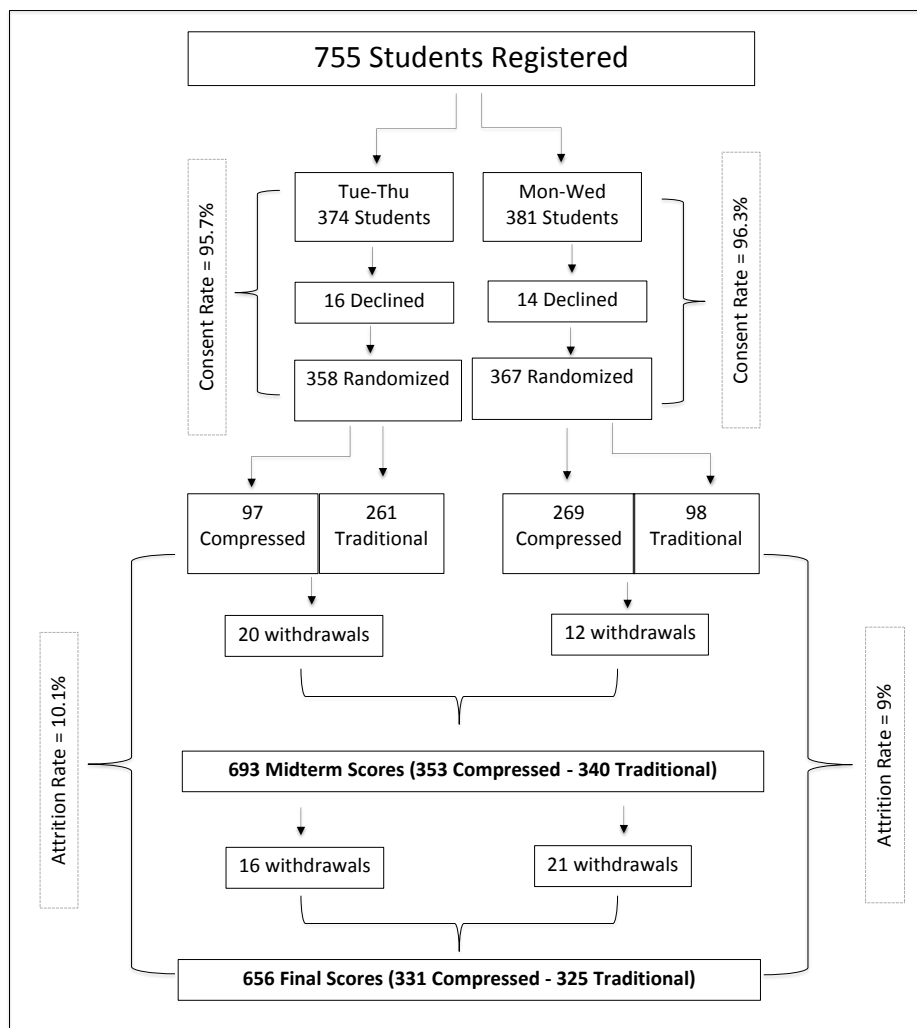 755 Students Registered
Consent Rate = 95.7%
Tue-Thu
374 Students
Mon-Wed
381 Students
Consent Rate = 96.3%
16 Declined
14 Declined
358 Randomized
367 Randomized
97
Compressed
261
Traditional
269
Compressed
98
Traditional
20 withdrawals
12 withdrawals
Attrition Rate = 10.1%
Attrition Rate = 9%
693 Midterm Scores (353 Compressed - 340 Traditional)
16 withdrawals
21 withdrawals
656 Final Scores (331 Compressed - 325 Traditional)